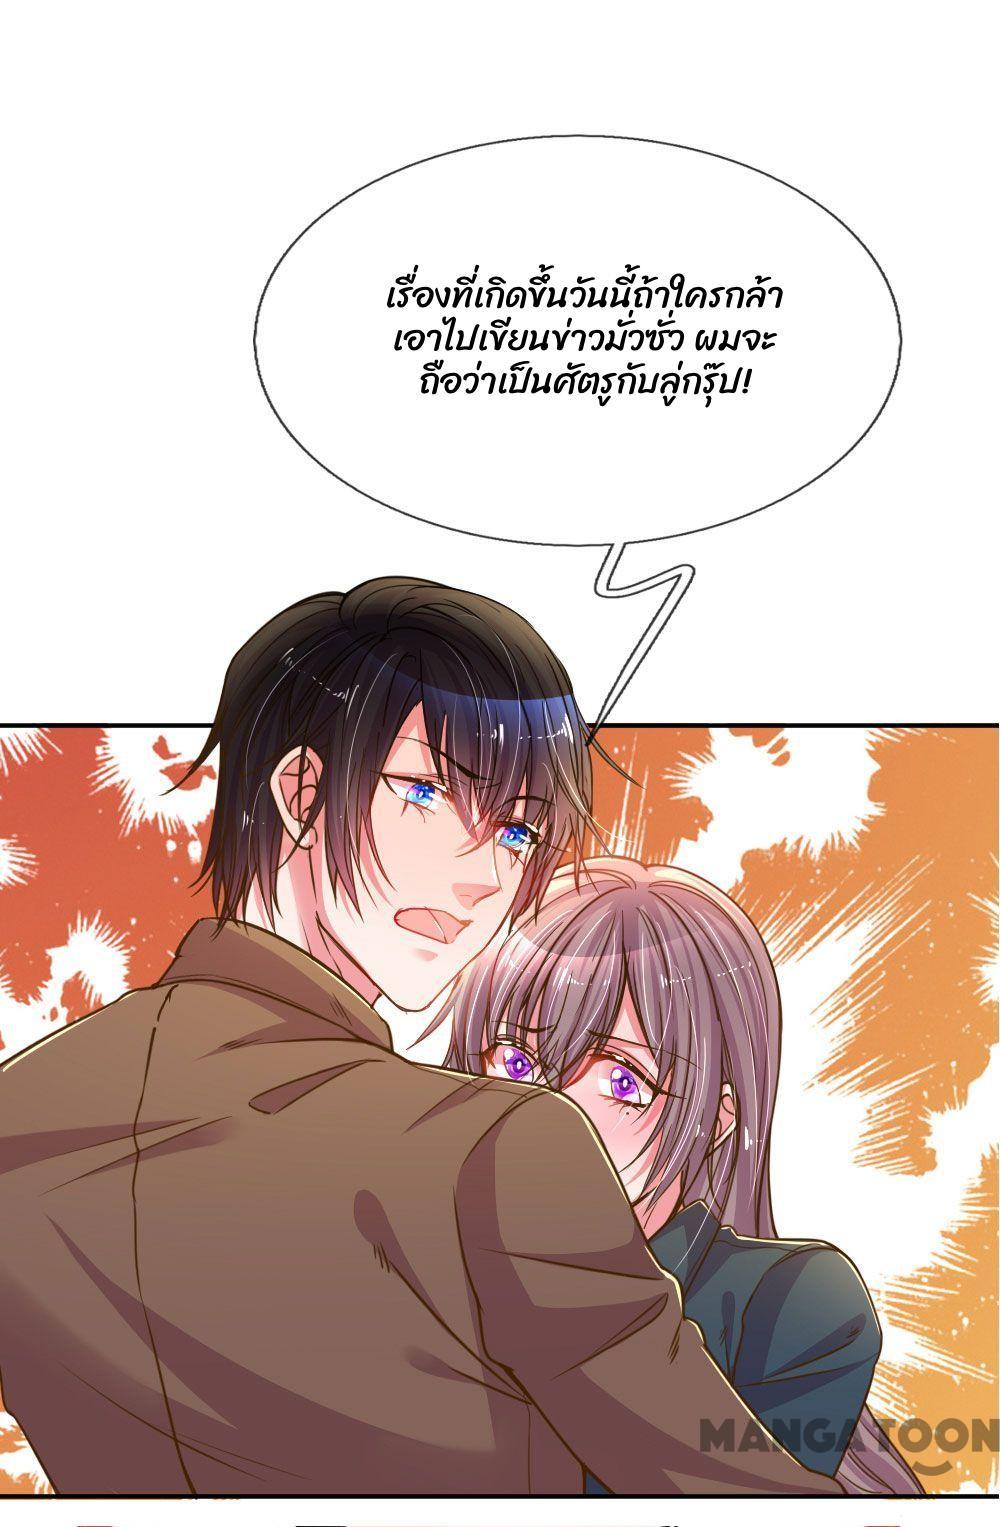 เรื่องที่เกิดขึ้นวันนี้ถ้าใครกล้า
เอาไปเขียนข่าวมั่วซั่ว ผมจะ
ถือว่าเป็นศัตรูกับลู่กรุ๊ป!
MANGATOON